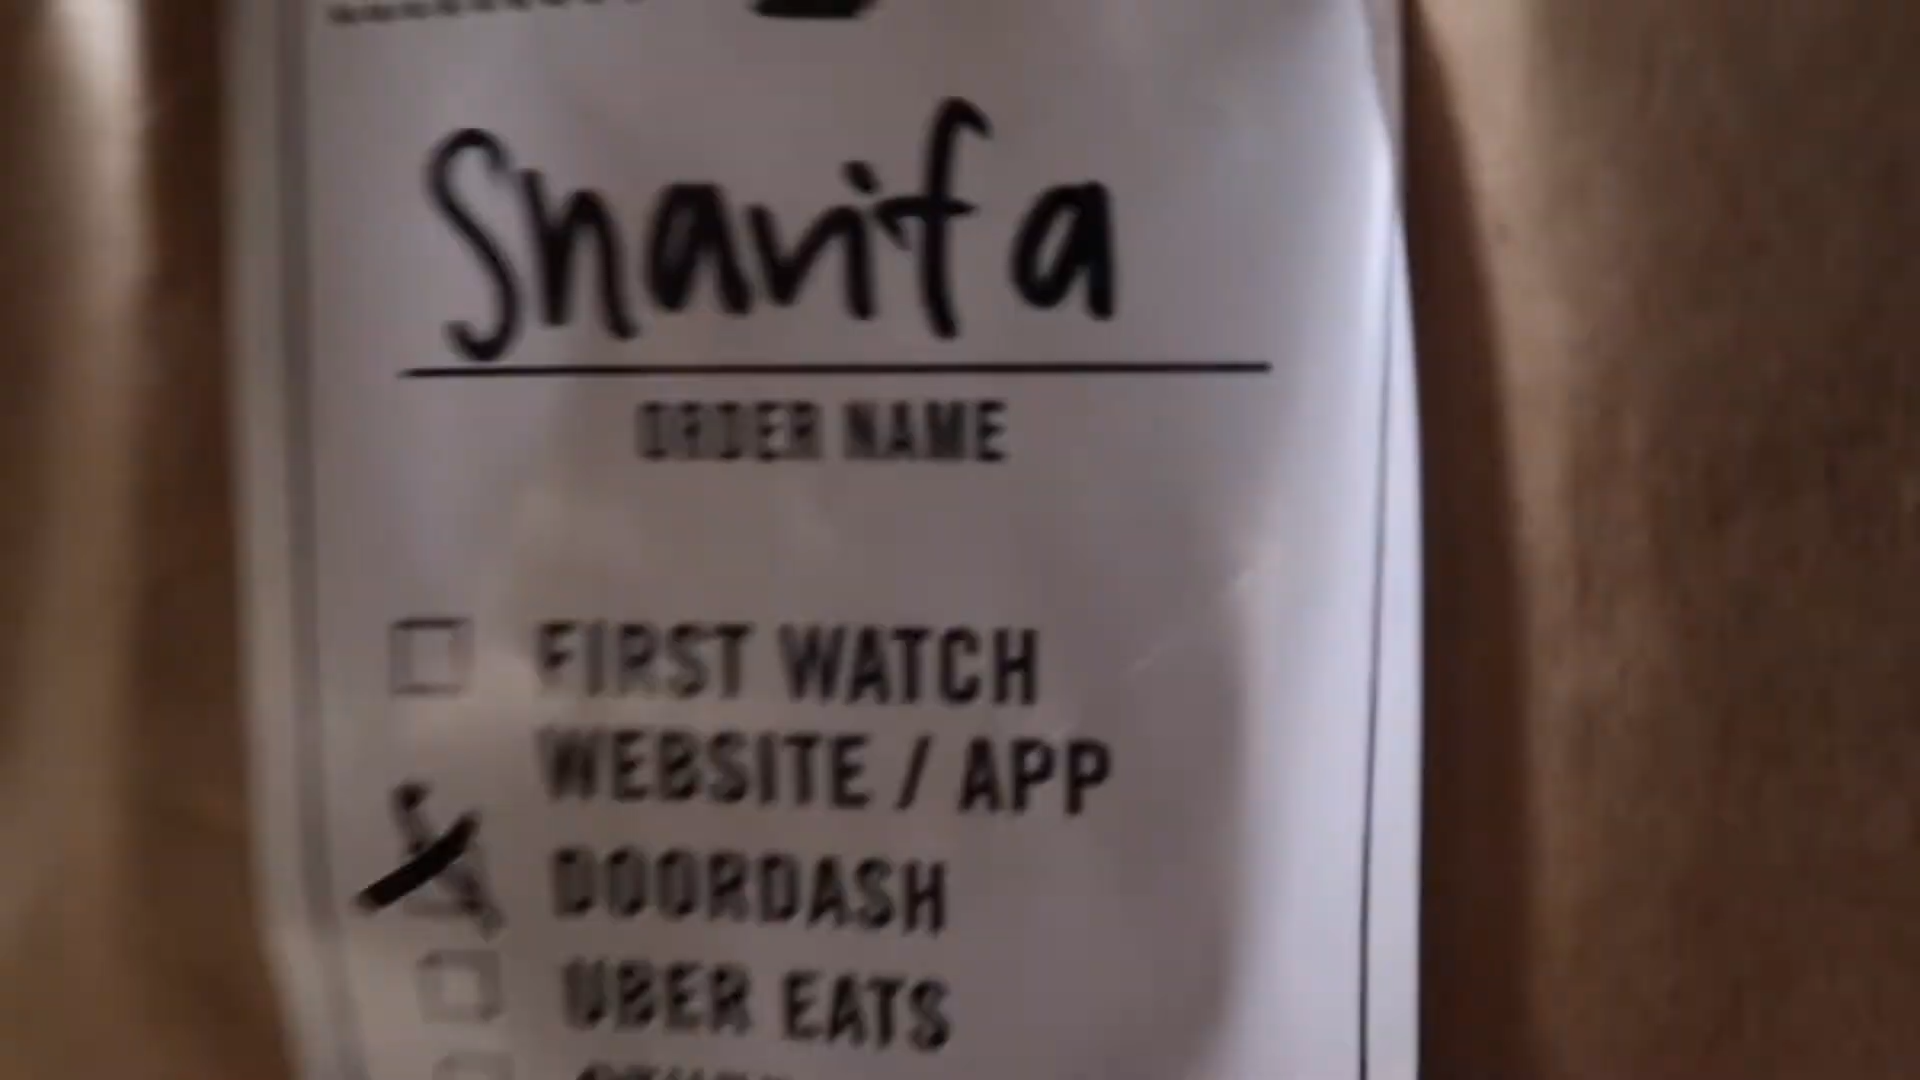 Sharifa
ORDER NAME
FIRST WATCH
WEBSITE / APP
DOORDASH
UBER EATS